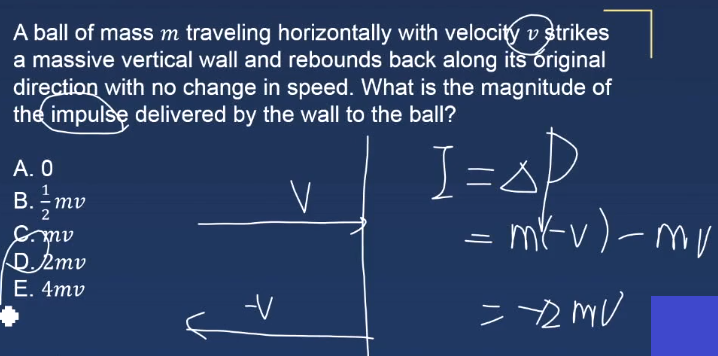 A ball of mass m traveling horizontally with velocity v strikes
a massive vertical wall and rebounds back along its original
direction with no change in speed. What is the magnitude of
the impulse delivered by the wall to the ball?
A. 0
B. 1/2 mv
C. mv
D. 2mv
E. 4mv
V
-V
I = ΔP
= m(-v) - mv
= -2mv